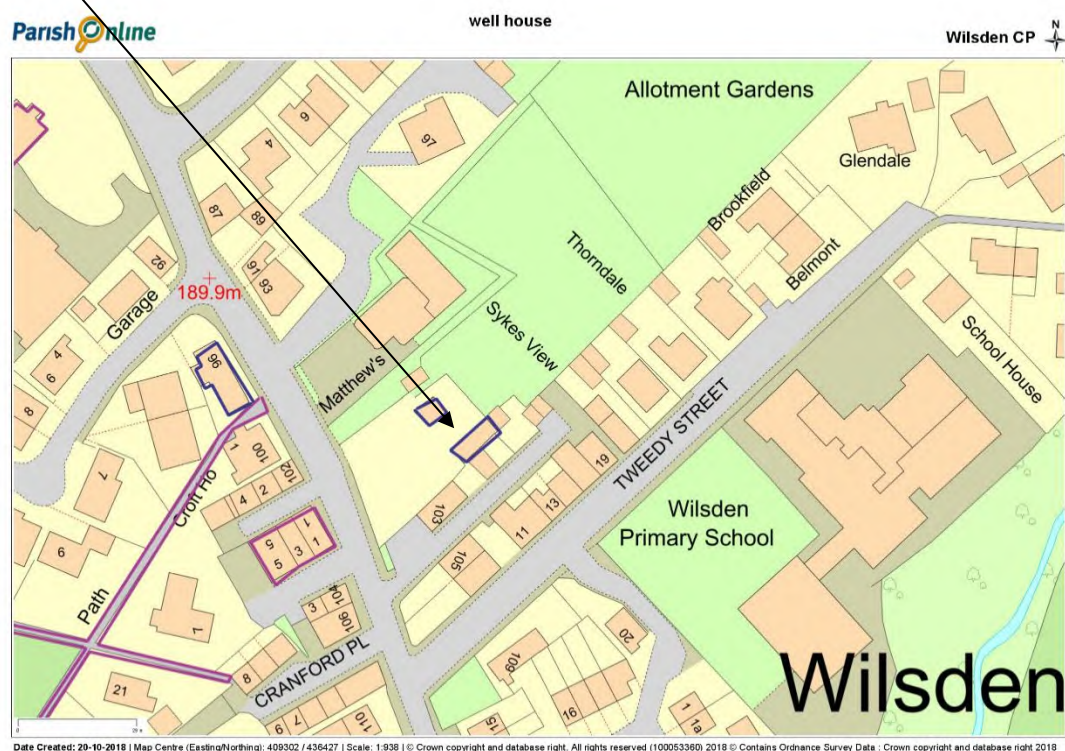 Parish Online
well house
Wilsden CP
N
Allotment Gardens
97
6
4
Glendale
87
89
Brookfield
91
93
92
189.9m
Thorndale
Belmont
Garage
Sykes View
School House
96
4
6
8
Matthew's
TWEEDY STREET
1
100
102
7
Croft Ho
2
4
19
13
11
103
Wilsden
Primary School
1
1
3
5
5
105
9
Path
7
3
104
106
20
CRANFORD PL
8
109
Wilsden
21
16
15
6
7
110
1
1a
0
Date Created: 20-10-2018 | Map Centre (Easting/Northing): 409302 / 436427 | Scale: 1:938 | © Crown copyright and database right. All rights reserved (100053360) 2018 © Contains Ordnance Survey Data : Crown copyright and database right 2018